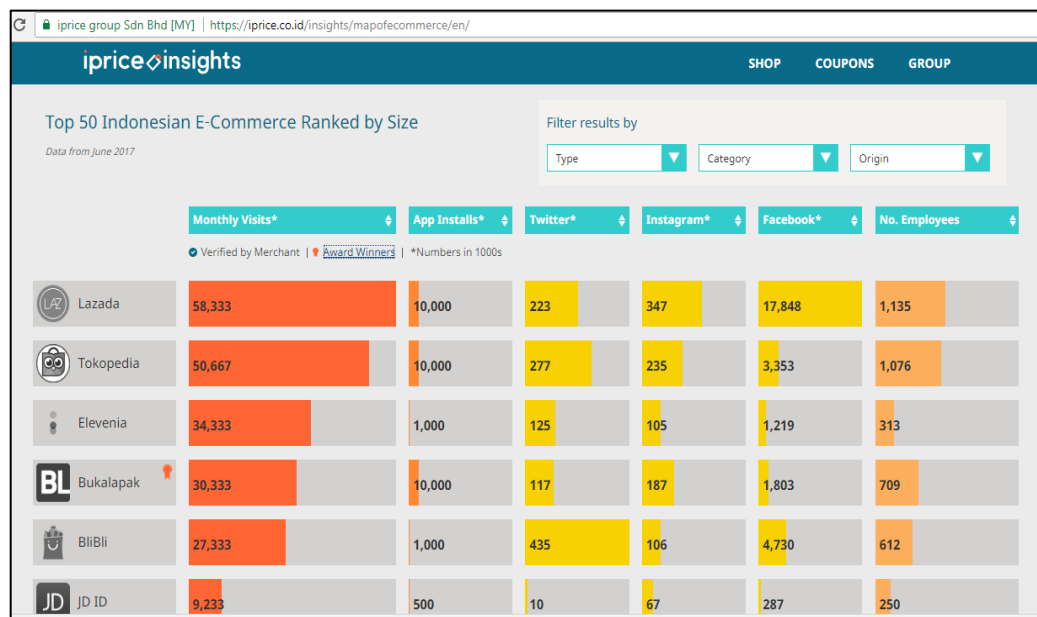 iprice group Sdn Bhd [MY] | https://iprice.co.id/insights/mapofecommerce/en/
iprice insights
SHOP COUPONS GROUP
Top 50 Indonesian E-Commerce Ranked by Size
Data from June 2017
Filter results by
Type Category Origin
Monthly Visits* App Installs* Twitter* Instagram* Facebook* No. Employees
Verified by Merchant | Award Winners | *Numbers in 1000s
LAZ Lazada 58,333 10,000 223 347 17,848 1,135
Tokopedia 50,667 10,000 277 235 3,353 1,076
Elevenia 34,333 1,000 125 105 1,219 313
BL Bukalapak 30,333 10,000 117 187 1,803 709
BliBli 27,333 1,000 435 106 4,730 612
JD JD ID 9,233 500 10 67 287 250